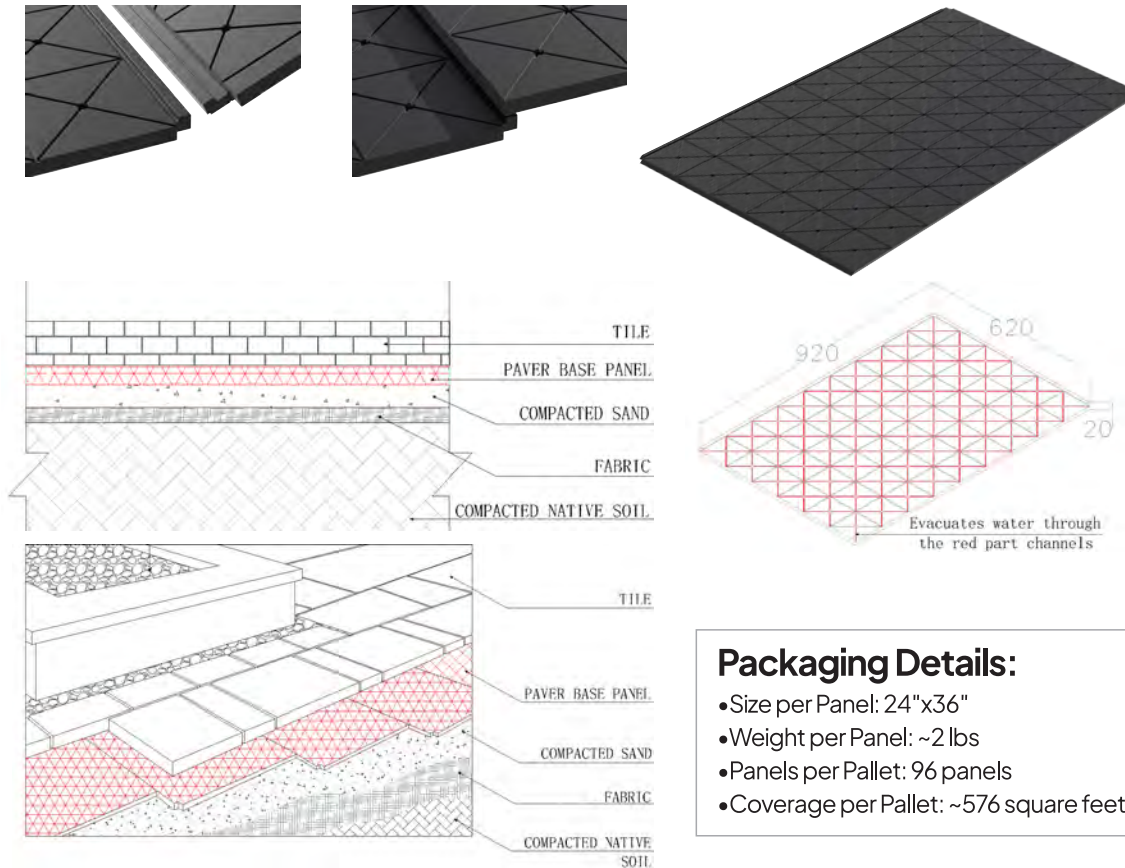 TILE
PAVER BASE PANEL
COMPACTED SAND
FABRIC
COMPACTED NATIVE SOIL
920
620
20
Evacuates water through
the red part channels
TILE
PAVER BASE PANEL
COMPACTED SAND
FABRIC
COMPACTED NATIVE
SOIL
Packaging Details:
•Size per Panel: 24"x36"
•Weight per Panel: ~2 lbs
•Panels per Pallet: 96 panels
•Coverage per Pallet: ~576 square feet